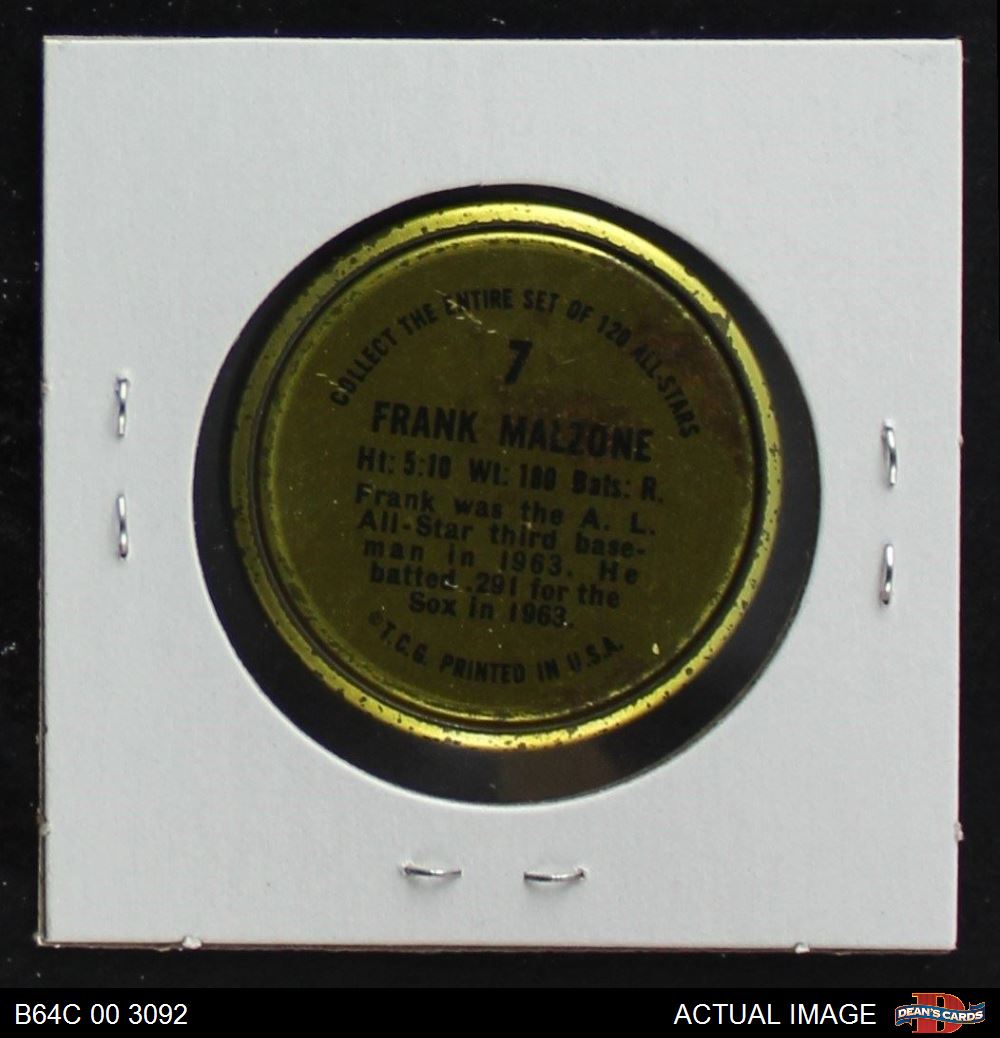 COLLECT THE ENTIRE SET OF 120 ALL-STARS
7
FRANK MALZONE
Ht: 5:10 Wt: 180 Bats: R.
Frank was the A. L.
All-Star third base-
man in 1963. He
batted .291 for the
Sox in 1963.
©T.C.G. PRINTED IN U.S.A.
B64C 00 3092
ACTUAL IMAGE
D
DEAN'S CARDS